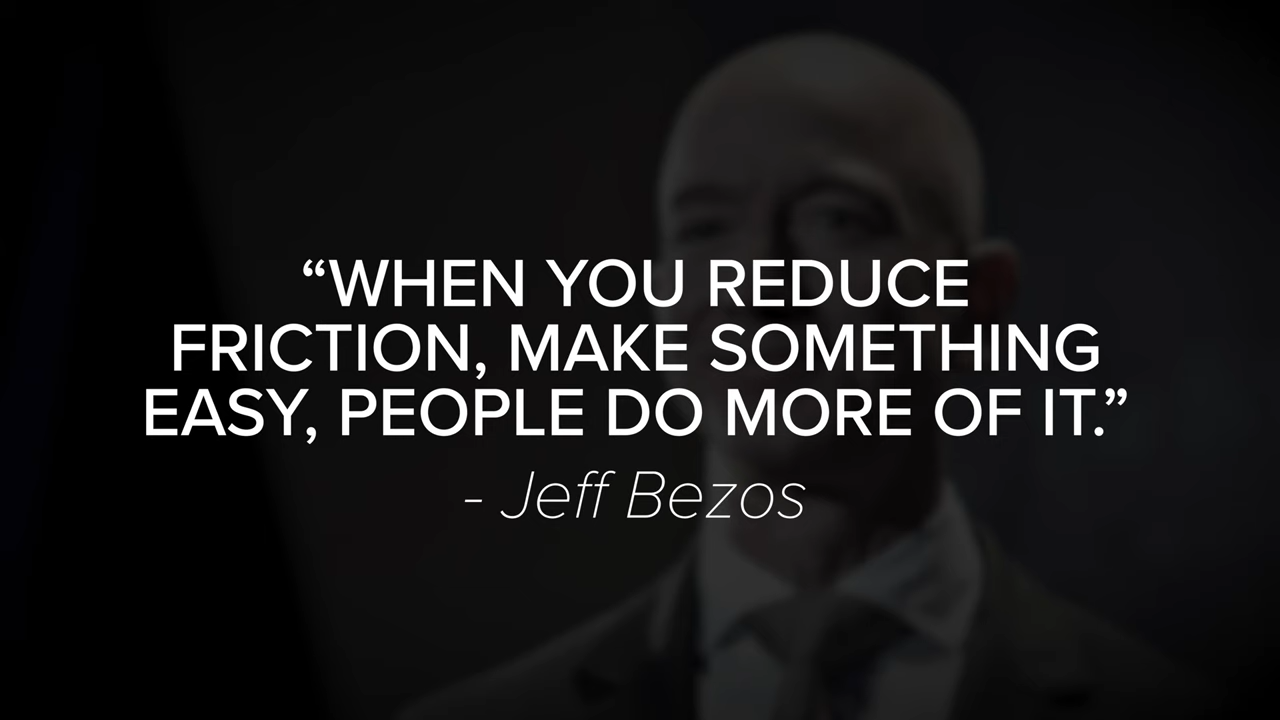 “WHEN YOU REDUCE
FRICTION, MAKE SOMETHING
EASY, PEOPLE DO MORE OF IT.”
- Jeff Bezos